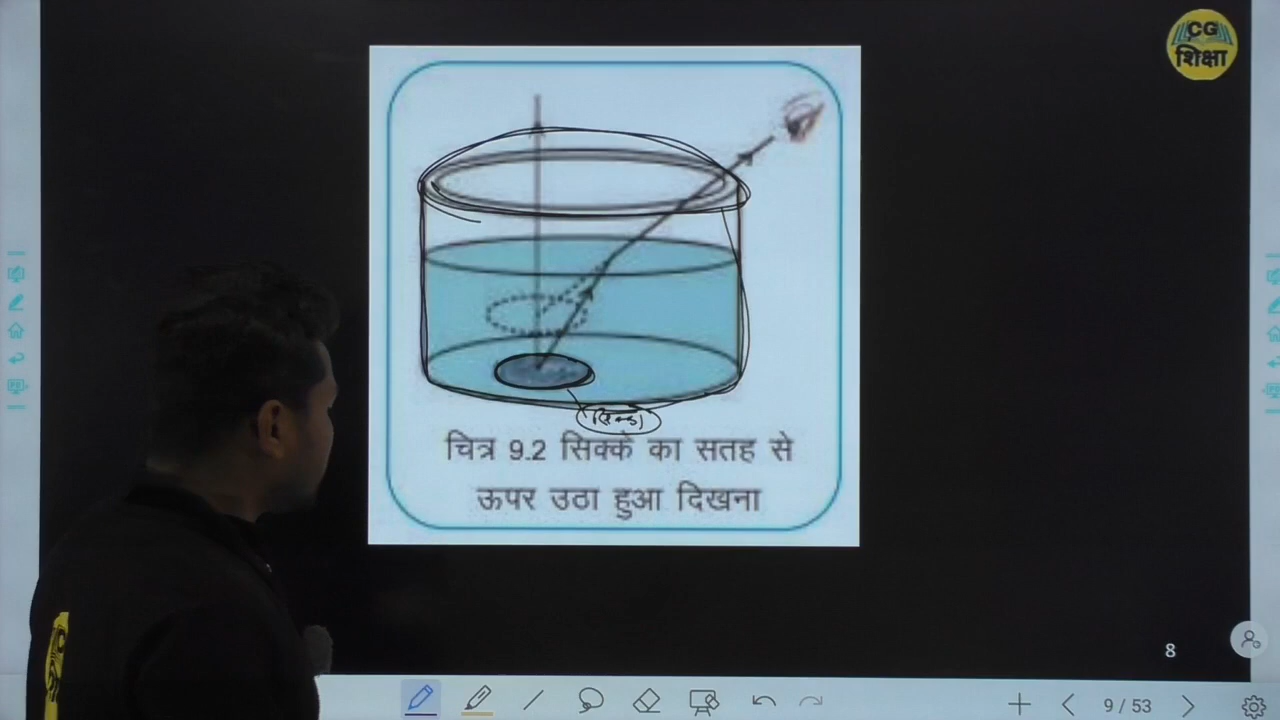 CG
शिक्षा
सिक्का
चित्र 9.2 सिक्के का सतह से
ऊपर उठा हुआ दिखना
8
9 / 53